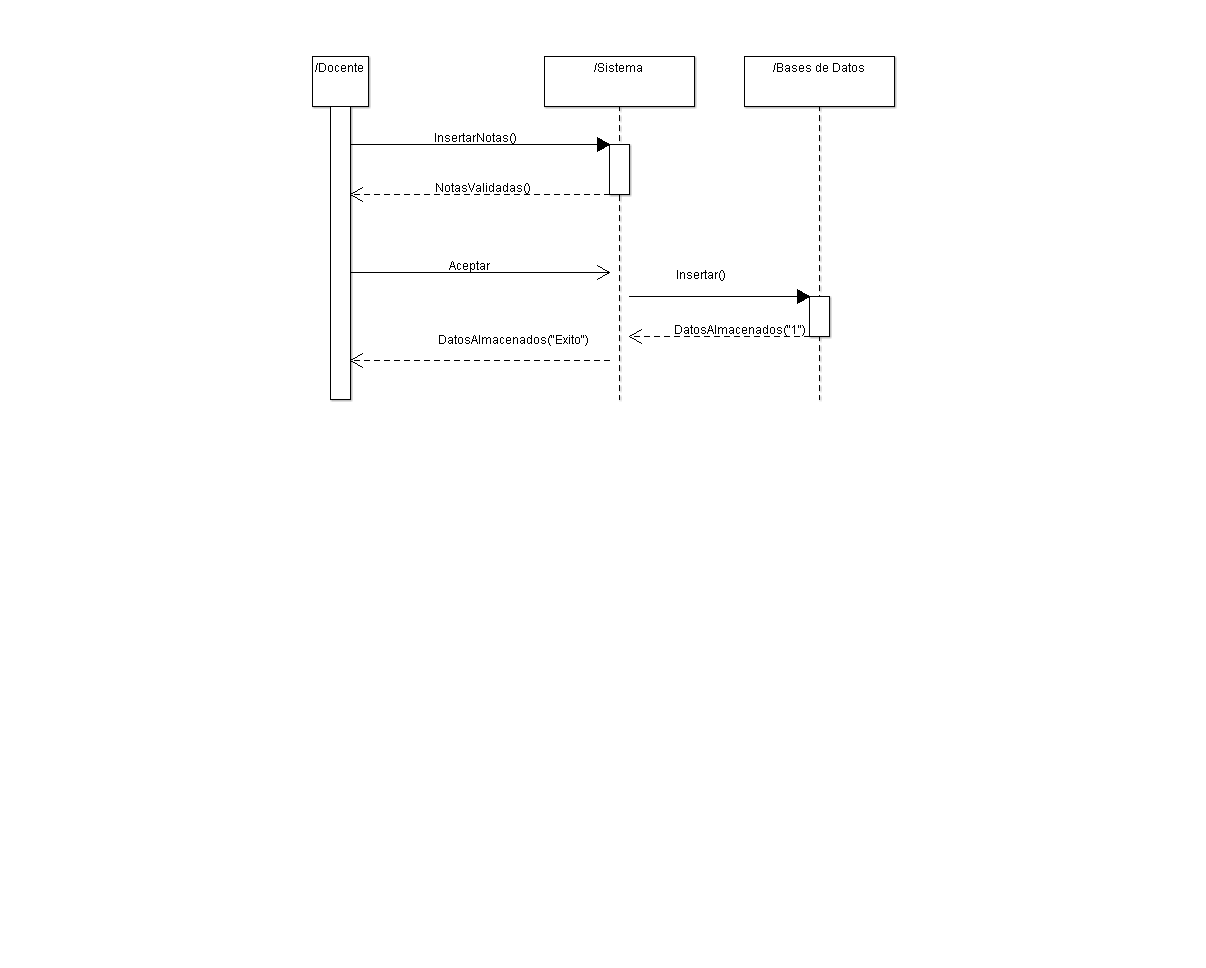 /Docente
/Sistema
/Bases de Datos
InsertarNotas()
NotasValidadas()
Aceptar
Insertar()
DatosAlmacenados("1")
DatosAlmacenados("Exito")